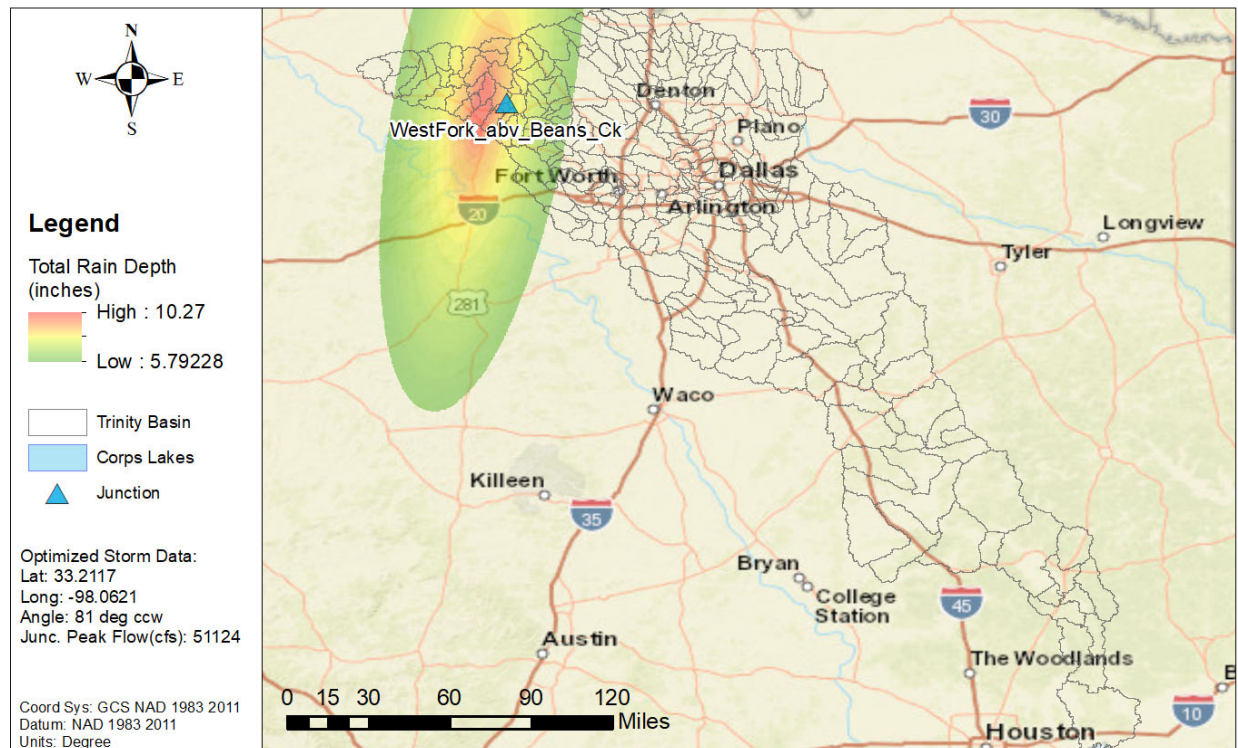 N
W
E
S
Legend
Total Rain Depth
(inches)
High : 10.27
Low : 5.79228
Trinity Basin
Corps Lakes
Junction
Optimized Storm Data:
Lat: 33.2117
Long: -98.0621
Angle: 81 deg ccw
Junc. Peak Flow(cfs): 51124
Coord Sys: GCS NAD 1983 2011
Datum: NAD 1983 2011
Units: Degree
Denton
30
WestFork_abv_Beans_Ck
Plano
Fort Worth
Dallas
20
Arlington
Longview
Tyler
281
Waco
Killeen
35
Bryan
College
Station
45
Austin
The Woodlands
B
10
0 15 30 60 90 120
Miles
Houston